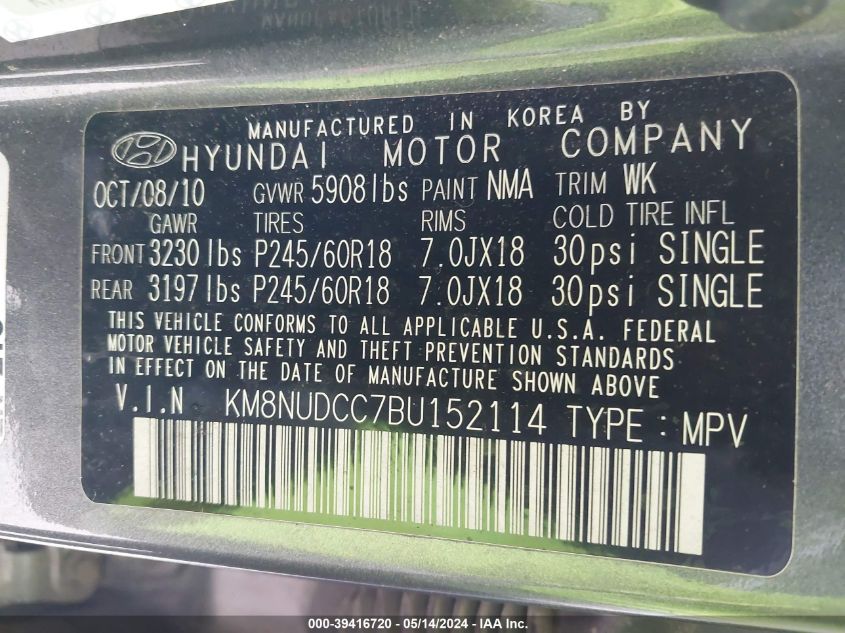 MANUFACTURED IN KOREA BY
HYUNDAI MOTOR COMPANY
OCT/08/10 GVWR 5908lbs PAINT NMA TRIM WK
GAWR TIRES RIMS COLD TIRE INFL
FRONT 3230lbs P245/60R18 7.0JX18 30psi SINGLE
REAR 3197lbs P245/60R18 7.0JX18 30psi SINGLE
THIS VEHICLE CONFORMS TO ALL APPLICABLE U.S.A. FEDERAL
MOTOR VEHICLE SAFETY AND THEFT PREVENTION STANDARDS
IN EFFECT ON THE DATE OF MANUFACTURE SHOWN ABOVE
V.I.N KM8NUDCC7BU152114 TYPE : MPV
000-39416720 - 05/14/2024 - IAA Inc.